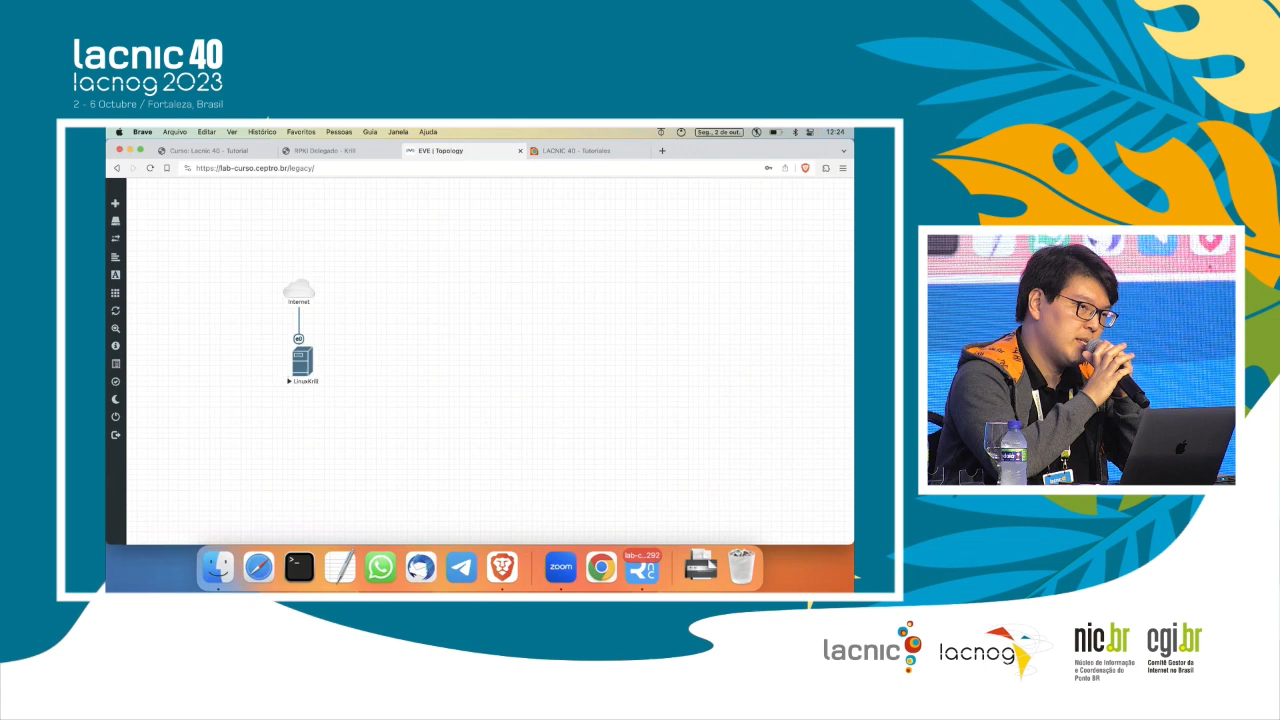 lacnic 40
lacnog 2023
2 - 6 Octubre / Fortaleza, Brasil
Brave Arquivo Editar Ver Histórico Favoritos Pessoas Guia Janela Ajuda
Seg., 2 de out. 12:24
Curso: Lacnic 40 - Tutorial
RPKI Delegado - Krill
EVE | Topology
LACNIC 40 - Tutoriales
https://lab-curso.ceptro.br/legacy/
Internet
e0
LinuxKrill
zoom
lab-c...292
lacnic
lacnog
nic.br
Núcleo de Informação
e Coordenação do
Ponto BR
cgi.br
Comitê Gestor da
Internet no Brasil